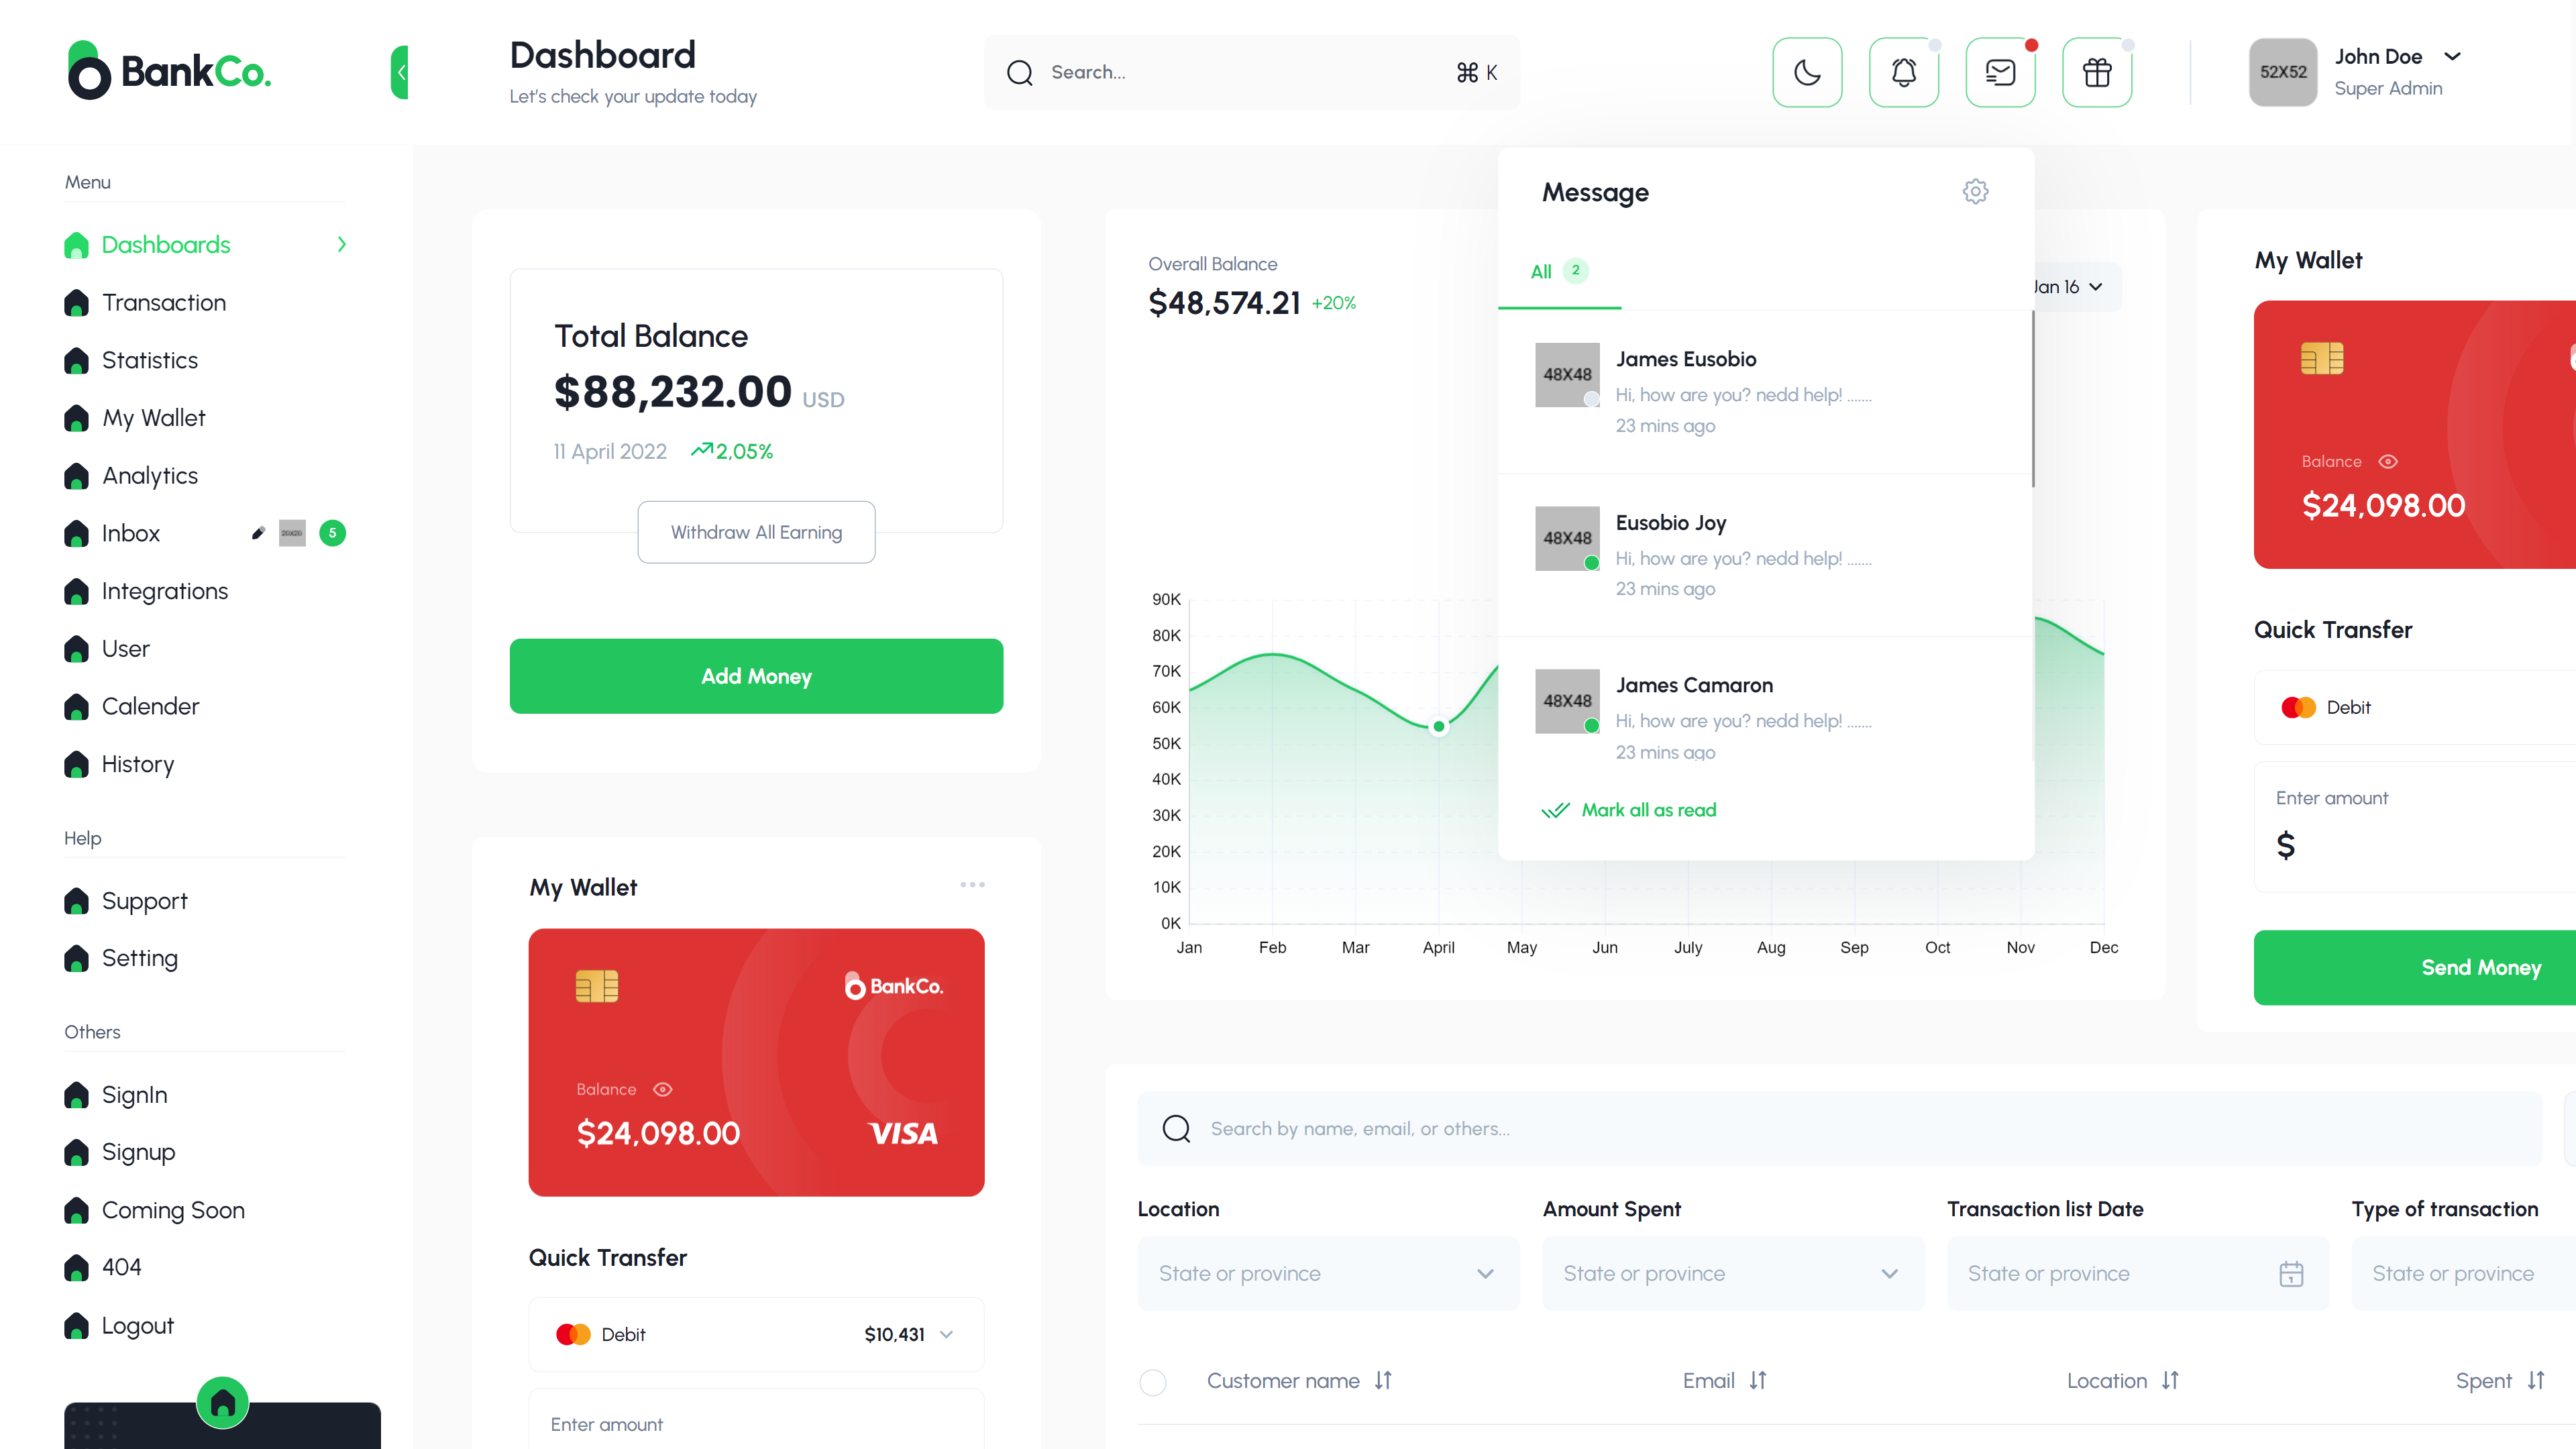 BankCo.
Dashboard
Let's check your update today
Search...
⌘ K
52X52
John Doe
Super Admin
Menu
Dashboards
Transaction
Statistics
My Wallet
Analytics
Inbox
5
Integrations
User
Calender
History
Help
Support
Setting
Others
SignIn
Signup
Coming Soon
404
Logout
Total Balance
$88,232.00 USD
11 April 2022
2,05%
Withdraw All Earning
Add Money
My Wallet
BankCo.
Balance
$24,098.00
VISA
Quick Transfer
Debit
$10,431
Enter amount
Overall Balance
$48,574.21 +20%
Jan 16
90K
80K
70K
60K
50K
40K
30K
20K
10K
0K
Jan
Feb
Mar
April
May
Jun
July
Aug
Sep
Oct
Nov
Dec
Message
All 2
48X48
James Eusobio
Hi, how are you? nedd help! .......
23 mins ago
48X48
Eusobio Joy
Hi, how are you? nedd help! .......
23 mins ago
48X48
James Camaron
Hi, how are you? nedd help! .......
23 mins ago
Mark all as read
My Wallet
Balance
$24,098.00
Quick Transfer
Debit
Enter amount
$
Send Money
Search by name, email, or others...
Location
Amount Spent
Transaction list Date
Type of transaction
State or province
State or province
State or province
State or province
Customer name
Email
Location
Spent